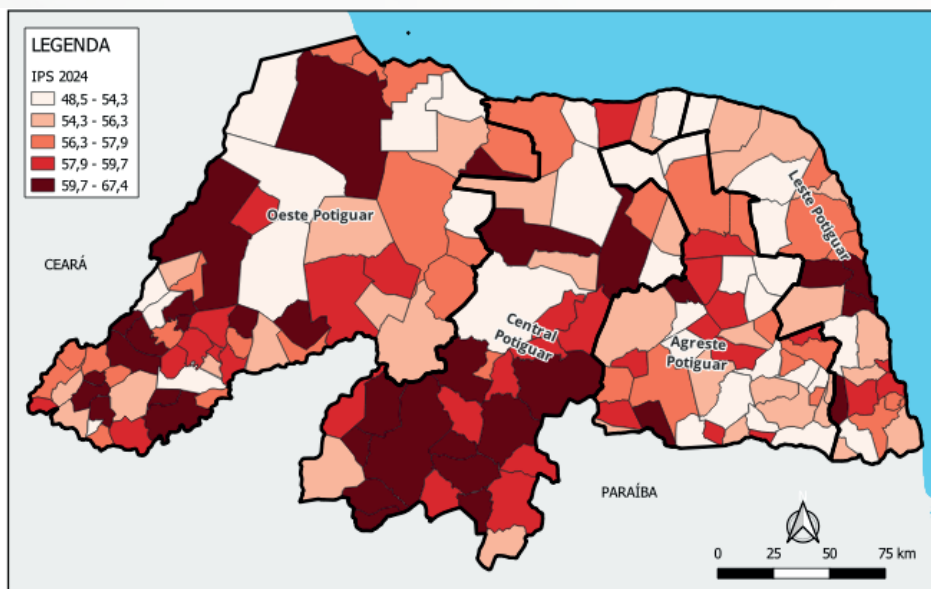 LEGENDA
IPS 2024
48,5 - 54,3
54,3 - 56,3
56,3 - 57,9
57,9 - 59,7
59,7 - 67,4
Oeste Potiguar
Leste Potiguar
CEARÁ
Central
Potiguar
Agreste
Potiguar
PARAÍBA
N
0 25 50 75 km